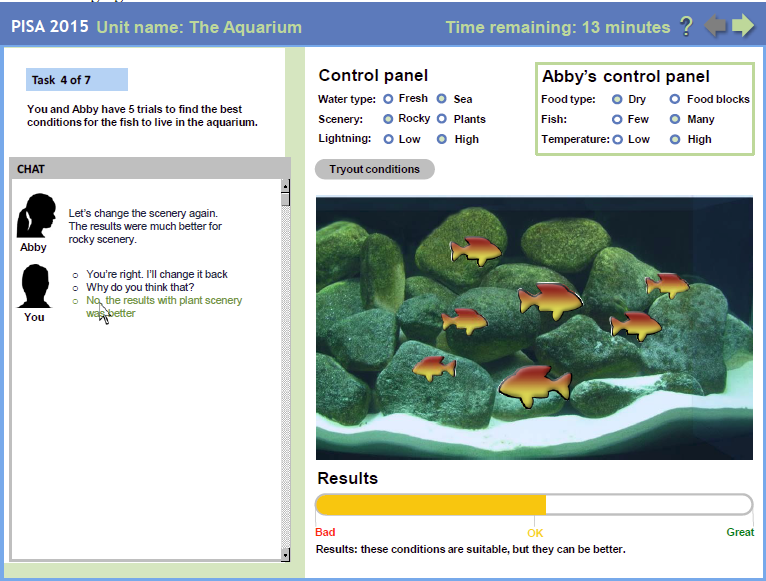 PISA 2015 Unit name: The Aquarium Time remaining: 13 minutes ?
Task 4 of 7
You and Abby have 5 trials to find the best
conditions for the fish to live in the aquarium.
CHAT
Abby
Let's change the scenery again.
The results were much better for
rocky scenery.
You
You're right. I'll change it back
Why do you think that?
No, the results with plant scenery
was better
Control panel
Water type: Fresh Sea
Scenery: Rocky Plants
Lightning: Low High
Tryout conditions
Abby's control panel
Food type: Dry Food blocks
Fish: Few Many
Temperature: Low High
Results
Bad OK Great
Results: these conditions are suitable, but they can be better.